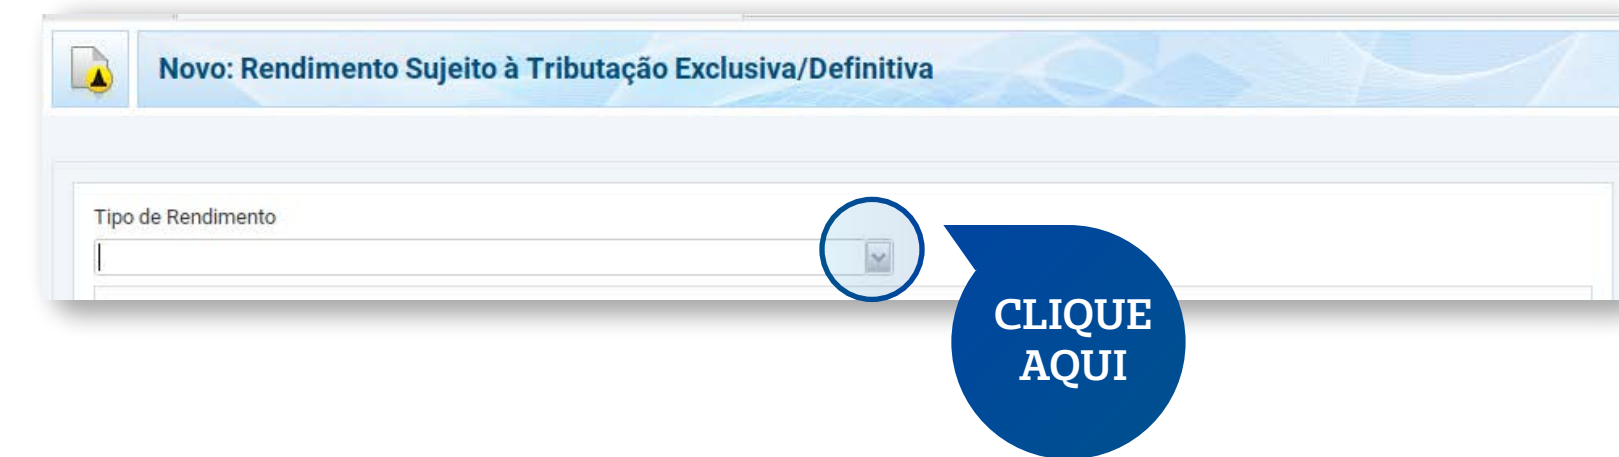 Novo: Rendimento Sujeito à Tributação Exclusiva/Definitiva
Tipo de Rendimento
CLIQUE
AQUI